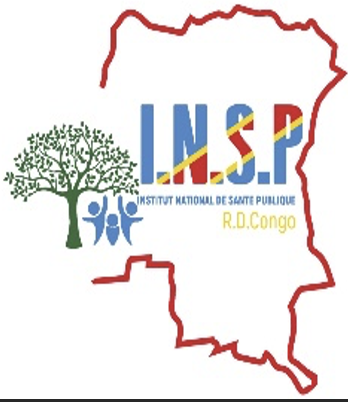 I.N.S.P
INSTITUT NATIONAL DE SANTE PUBLIQUE
R.D.Congo